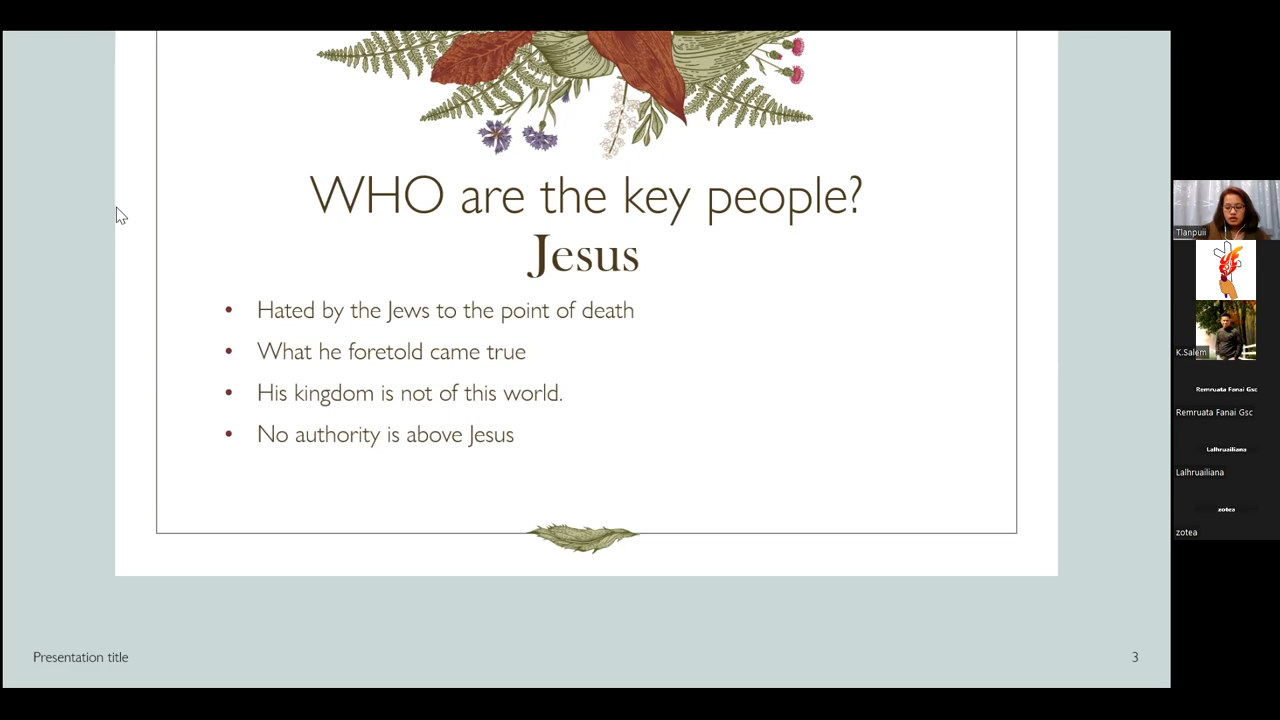 WHO are the key people?
Jesus
• Hated by the Jews to the point of death
• What he foretold came true
• His kingdom is not of this world.
• No authority is above Jesus
Presentation title
3
Tlanpuii
K.Salem
Remruata Fanai Gsc
Remruata Fanai Gsc
Lalhruailiana
Lalhruailiana
zotea
zotea